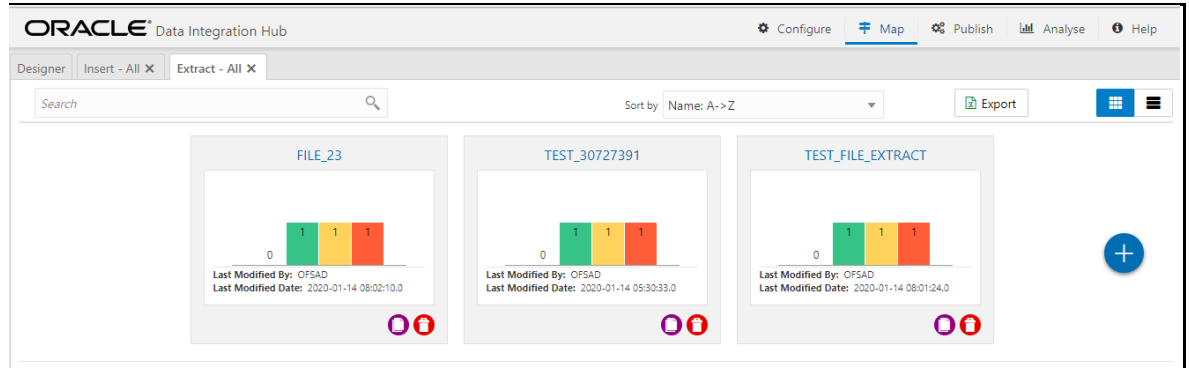 ORACLE® Data Integration Hub
Configure Map Publish Analyse Help
Designer Insert - All X Extract - All X
Search Sort by Name: A->Z Export
FILE_23
0 1 1 1
Last Modified By: OFSAD
Last Modified Date: 2020-01-14 08:02:10.0
TEST_30727391
0 1 1 1
Last Modified By: OFSAD
Last Modified Date: 2020-01-14 05:30:33.0
TEST_FILE_EXTRACT
0 1 1 1
Last Modified By: OFSAD
Last Modified Date: 2020-01-14 08:01:24.0